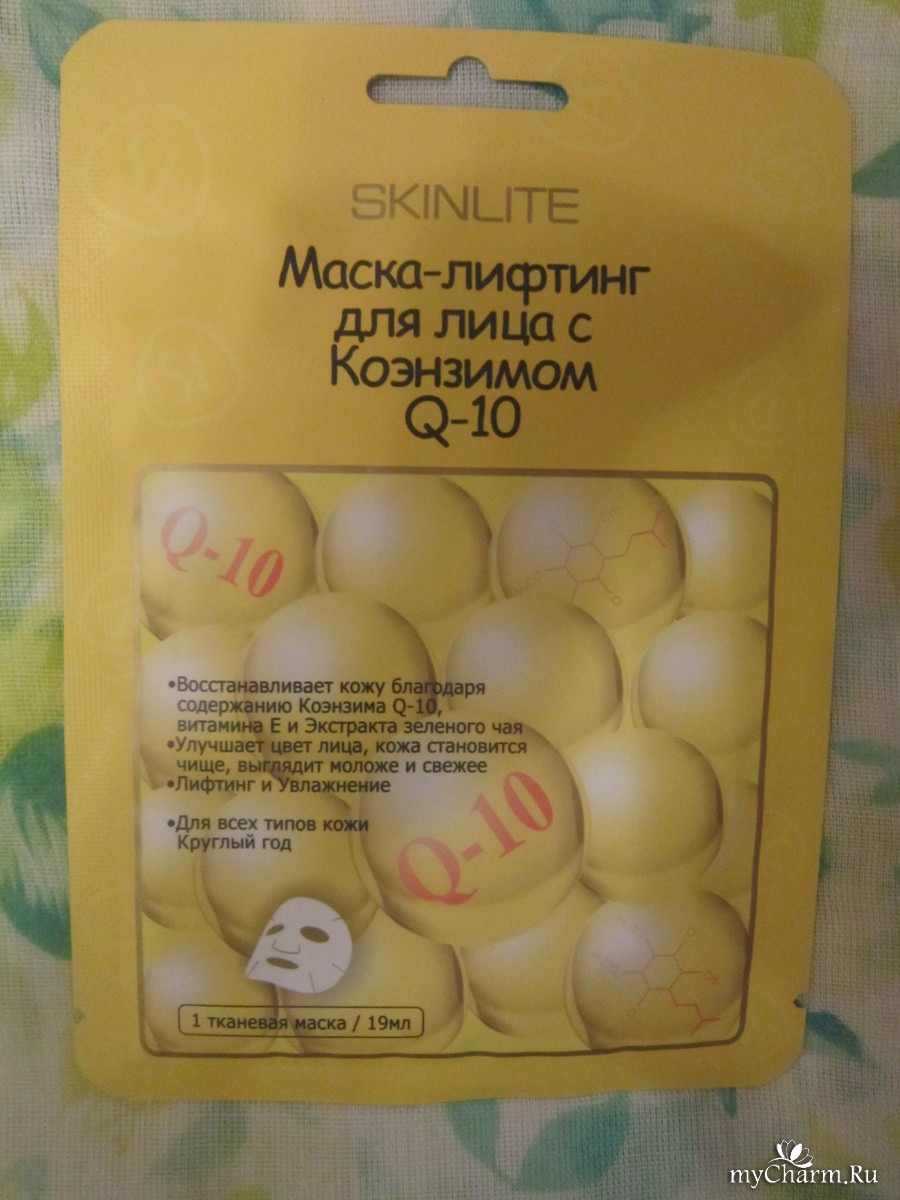 SKINLITE
Маска-лифтинг
для лица с
Коэнзимом
Q-10
Q-10
•Восстанавливает кожу благодаря
содержанию Коэнзима Q-10,
витамина Е и Экстракта зеленого чая
•Улучшает цвет лица, кожа становится
чище, выглядит моложе и свежее
•Лифтинг и Увлажнение
•Для всех типов кожи
Круглый год
Q-10
1 тканевая маска / 19мл
myCharm.Ru